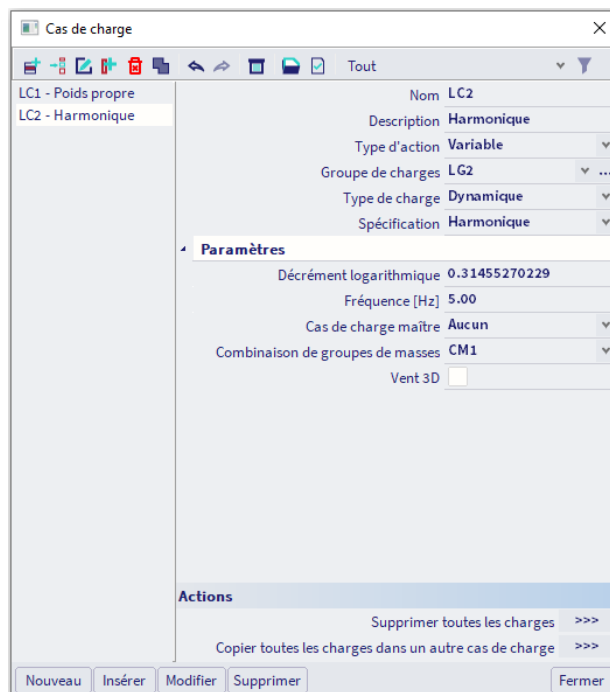 Cas de charge
Tout
LC1 - Poids propre
LC2 - Harmonique
Nom LC2
Description Harmonique
Type d'action Variable
Groupe de charges LG2 ...
Type de charge Dynamique
Spécification Harmonique
Paramètres
Décrément logarithmique 0.31455270229
Fréquence [Hz] 5.00
Cas de charge maître Aucun
Combinaison de groupes de masses CM1
Vent 3D
Actions
Supprimer toutes les charges >>>
Copier toutes les charges dans un autre cas de charge >>>
Nouveau Insérer Modifier Supprimer Fermer